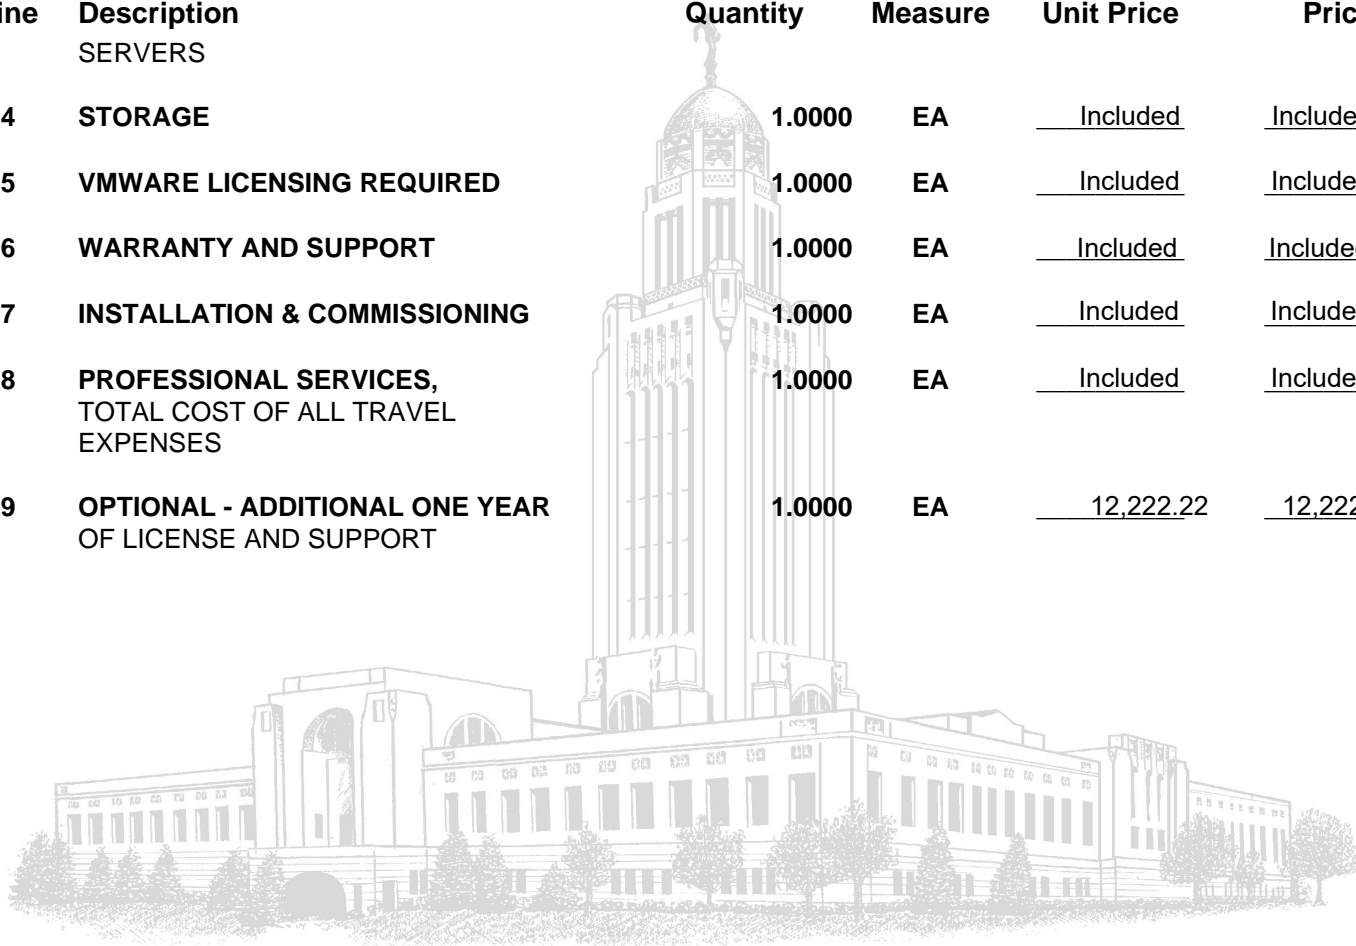 ine Description Quantity Measure Unit Price Pric
SERVERS
4 STORAGE 1.0000 EA Included Include
5 VMWARE LICENSING REQUIRED 1.0000 EA Included Include
6 WARRANTY AND SUPPORT 1.0000 EA Included Include
7 INSTALLATION & COMMISSIONING 1.0000 EA Included Include
8 PROFESSIONAL SERVICES, 1.0000 EA Included Include
TOTAL COST OF ALL TRAVEL
EXPENSES
9 OPTIONAL - ADDITIONAL ONE YEAR 1.0000 EA 12,222.22 12,222
OF LICENSE AND SUPPORT